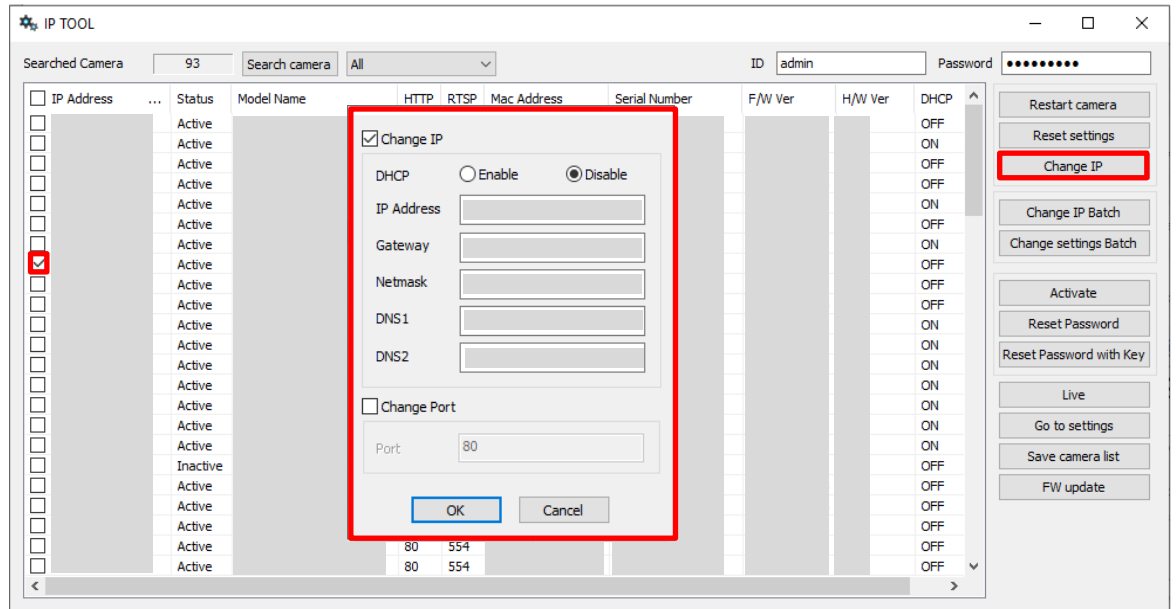 IP TOOL
Searched Camera 93 Search camera All ID admin Password •••••••••
IP Address ... Status Model Name HTTP RTSP Mac Address Serial Number F/W Ver H/W Ver DHCP
Active OFF
Active ON
Active OFF
Active OFF
Active ON
Active OFF
Active ON
Active OFF
Active OFF
Active OFF
Active ON
Active ON
Active ON
Active ON
Active ON
Active ON
Active ON
Inactive OFF
Active OFF
Active OFF
Active OFF
Active 80 554 OFF
Active 80 554 OFF
Change IP
DHCP Enable Disable
IP Address
Gateway
Netmask
DNS1
DNS2
Change Port
Port 80
OK Cancel
Restart camera
Reset settings
Change IP
Change IP Batch
Change settings Batch
Activate
Reset Password
Reset Password with Key
Live
Go to settings
Save camera list
FW update